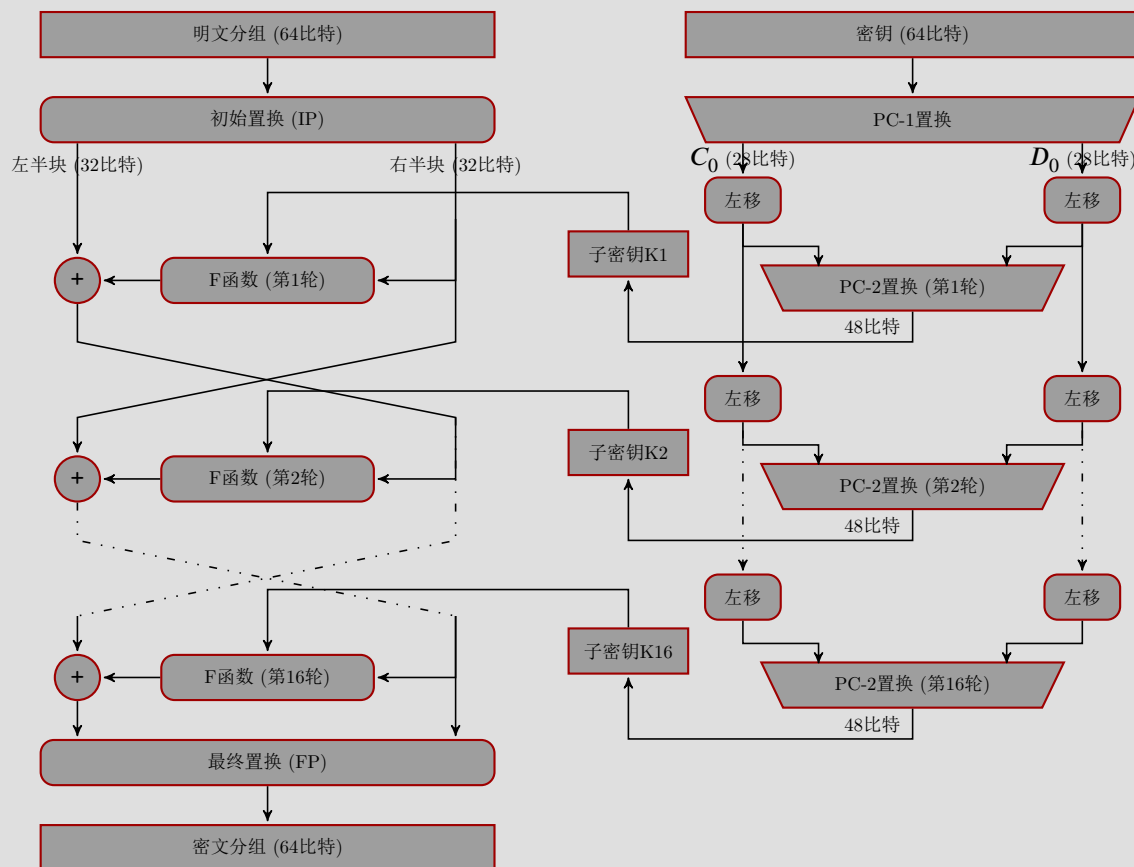 明文分组 (64比特)
密钥 (64比特)
初始置换 (IP)
PC-1置换
左半块 (32比特)
右半块 (32比特)
C₀ (28比特)
D₀ (28比特)
左移
左移
子密钥K1
+
F函数 (第1轮)
PC-2置换 (第1轮)
48比特
左移
左移
子密钥K2
+
F函数 (第2轮)
PC-2置换 (第2轮)
48比特
左移
左移
子密钥K16
+
F函数 (第16轮)
PC-2置换 (第16轮)
48比特
最终置换 (FP)
密文分组 (64比特)